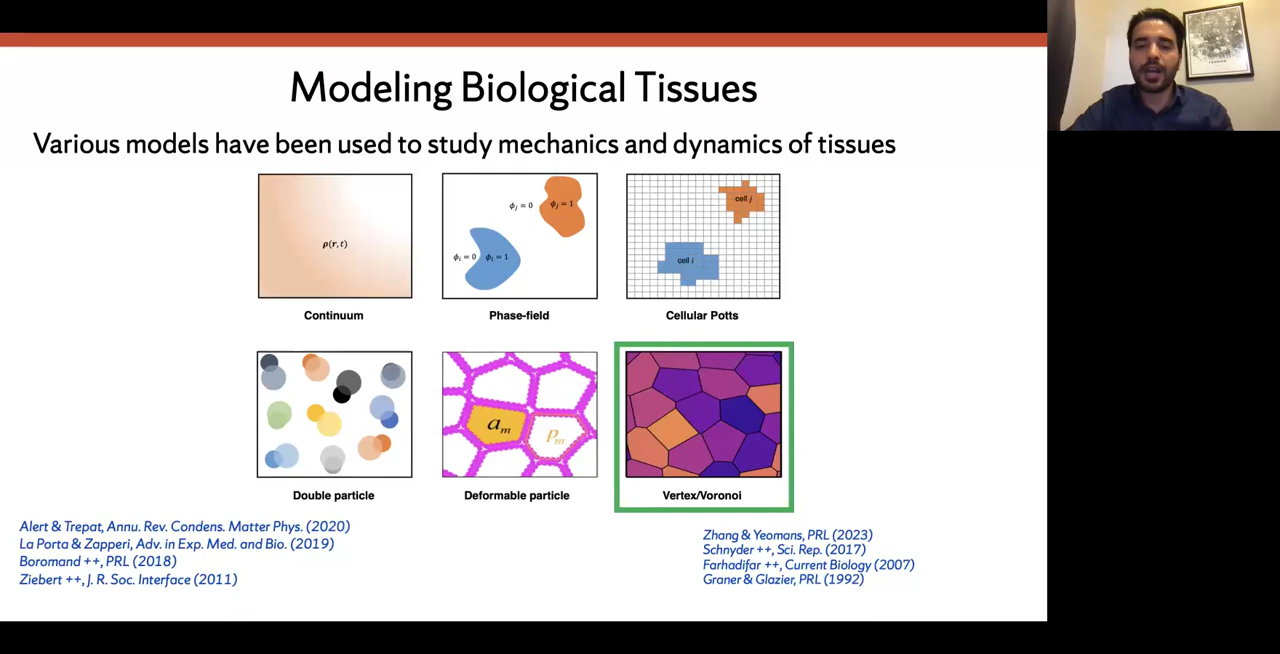 Modeling Biological Tissues
Various models have been used to study mechanics and dynamics of tissues
ρ(r, t)
ϕⱼ = 0
ϕⱼ = 1
ϕᵢ = 0
ϕᵢ = 1
cell j
cell i
Continuum
Phase-field
Cellular Potts
aₘ
pₘ
Double particle
Deformable particle
Vertex/Voronoi
Alert & Trepat, Annu. Rev. Condens. Matter Phys. (2020)
La Porta & Zapperi, Adv. in Exp. Med. and Bio. (2019)
Boromand ++, PRL (2018)
Ziebert ++, J. R. Soc. Interface (2011)
Zhang & Yeomans, PRL (2023)
Schnyder ++, Sci. Rep. (2017)
Farhadifar ++, Current Biology (2007)
Graner & Glazier, PRL (1992)